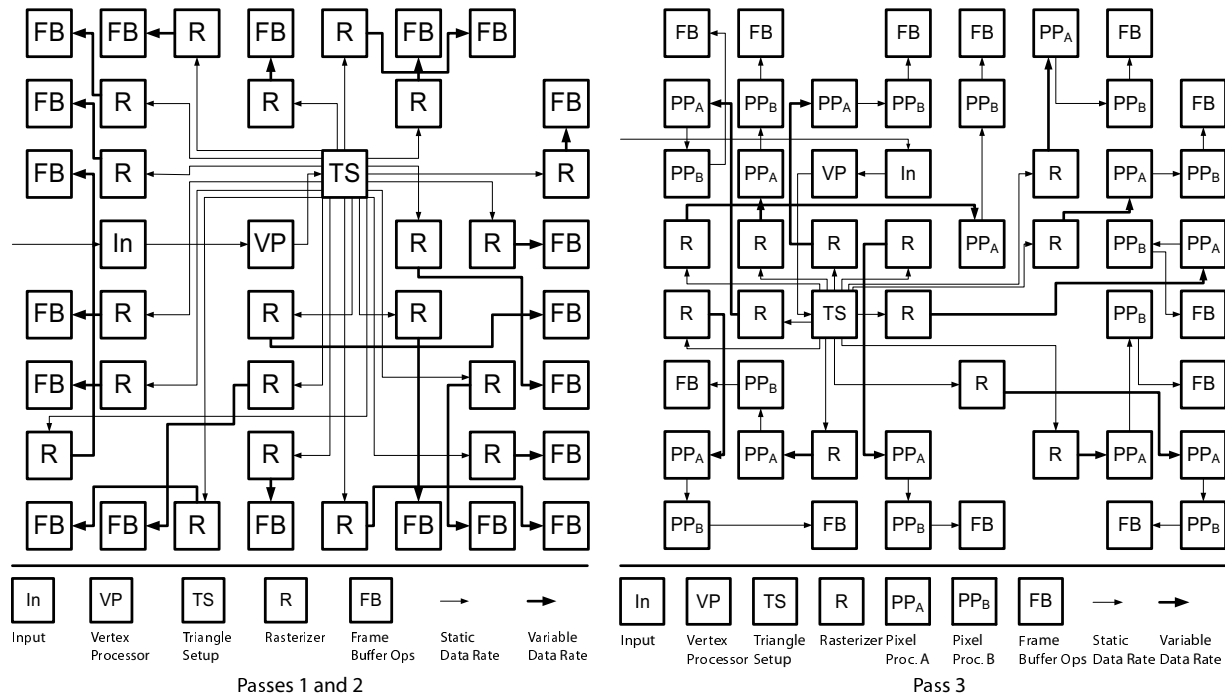 FB FB R FB R FB FB
FB R R R FB
FB R TS R
In VP R R FB
FB R R R FB
FB R R R FB
R R R FB
FB FB R FB R FB FB FB
In VP TS R FB
Input
Vertex
Processor
Triangle
Setup
Rasterizer
Frame
Buffer Ops
Static
Data Rate
Variable
Data Rate
Passes 1 and 2
FB FB FB FB PPA FB
PPA PPB PPA PPB PPB PPB FB
PPB PPA VP In R PPA PPB
R R R R PPA R PPB PPA
R R TS R PPB FB
FB PPB R FB
PPA PPA R PPA R PPA PPA
PPB FB PPB FB FB PPB
In VP TS R PPA PPB FB
Input
Vertex
Processor
Triangle
Setup
Rasterizer
Pixel
Proc. A
Pixel
Proc. B
Frame
Buffer Ops
Static
Data Rate
Variable
Data Rate
Pass 3